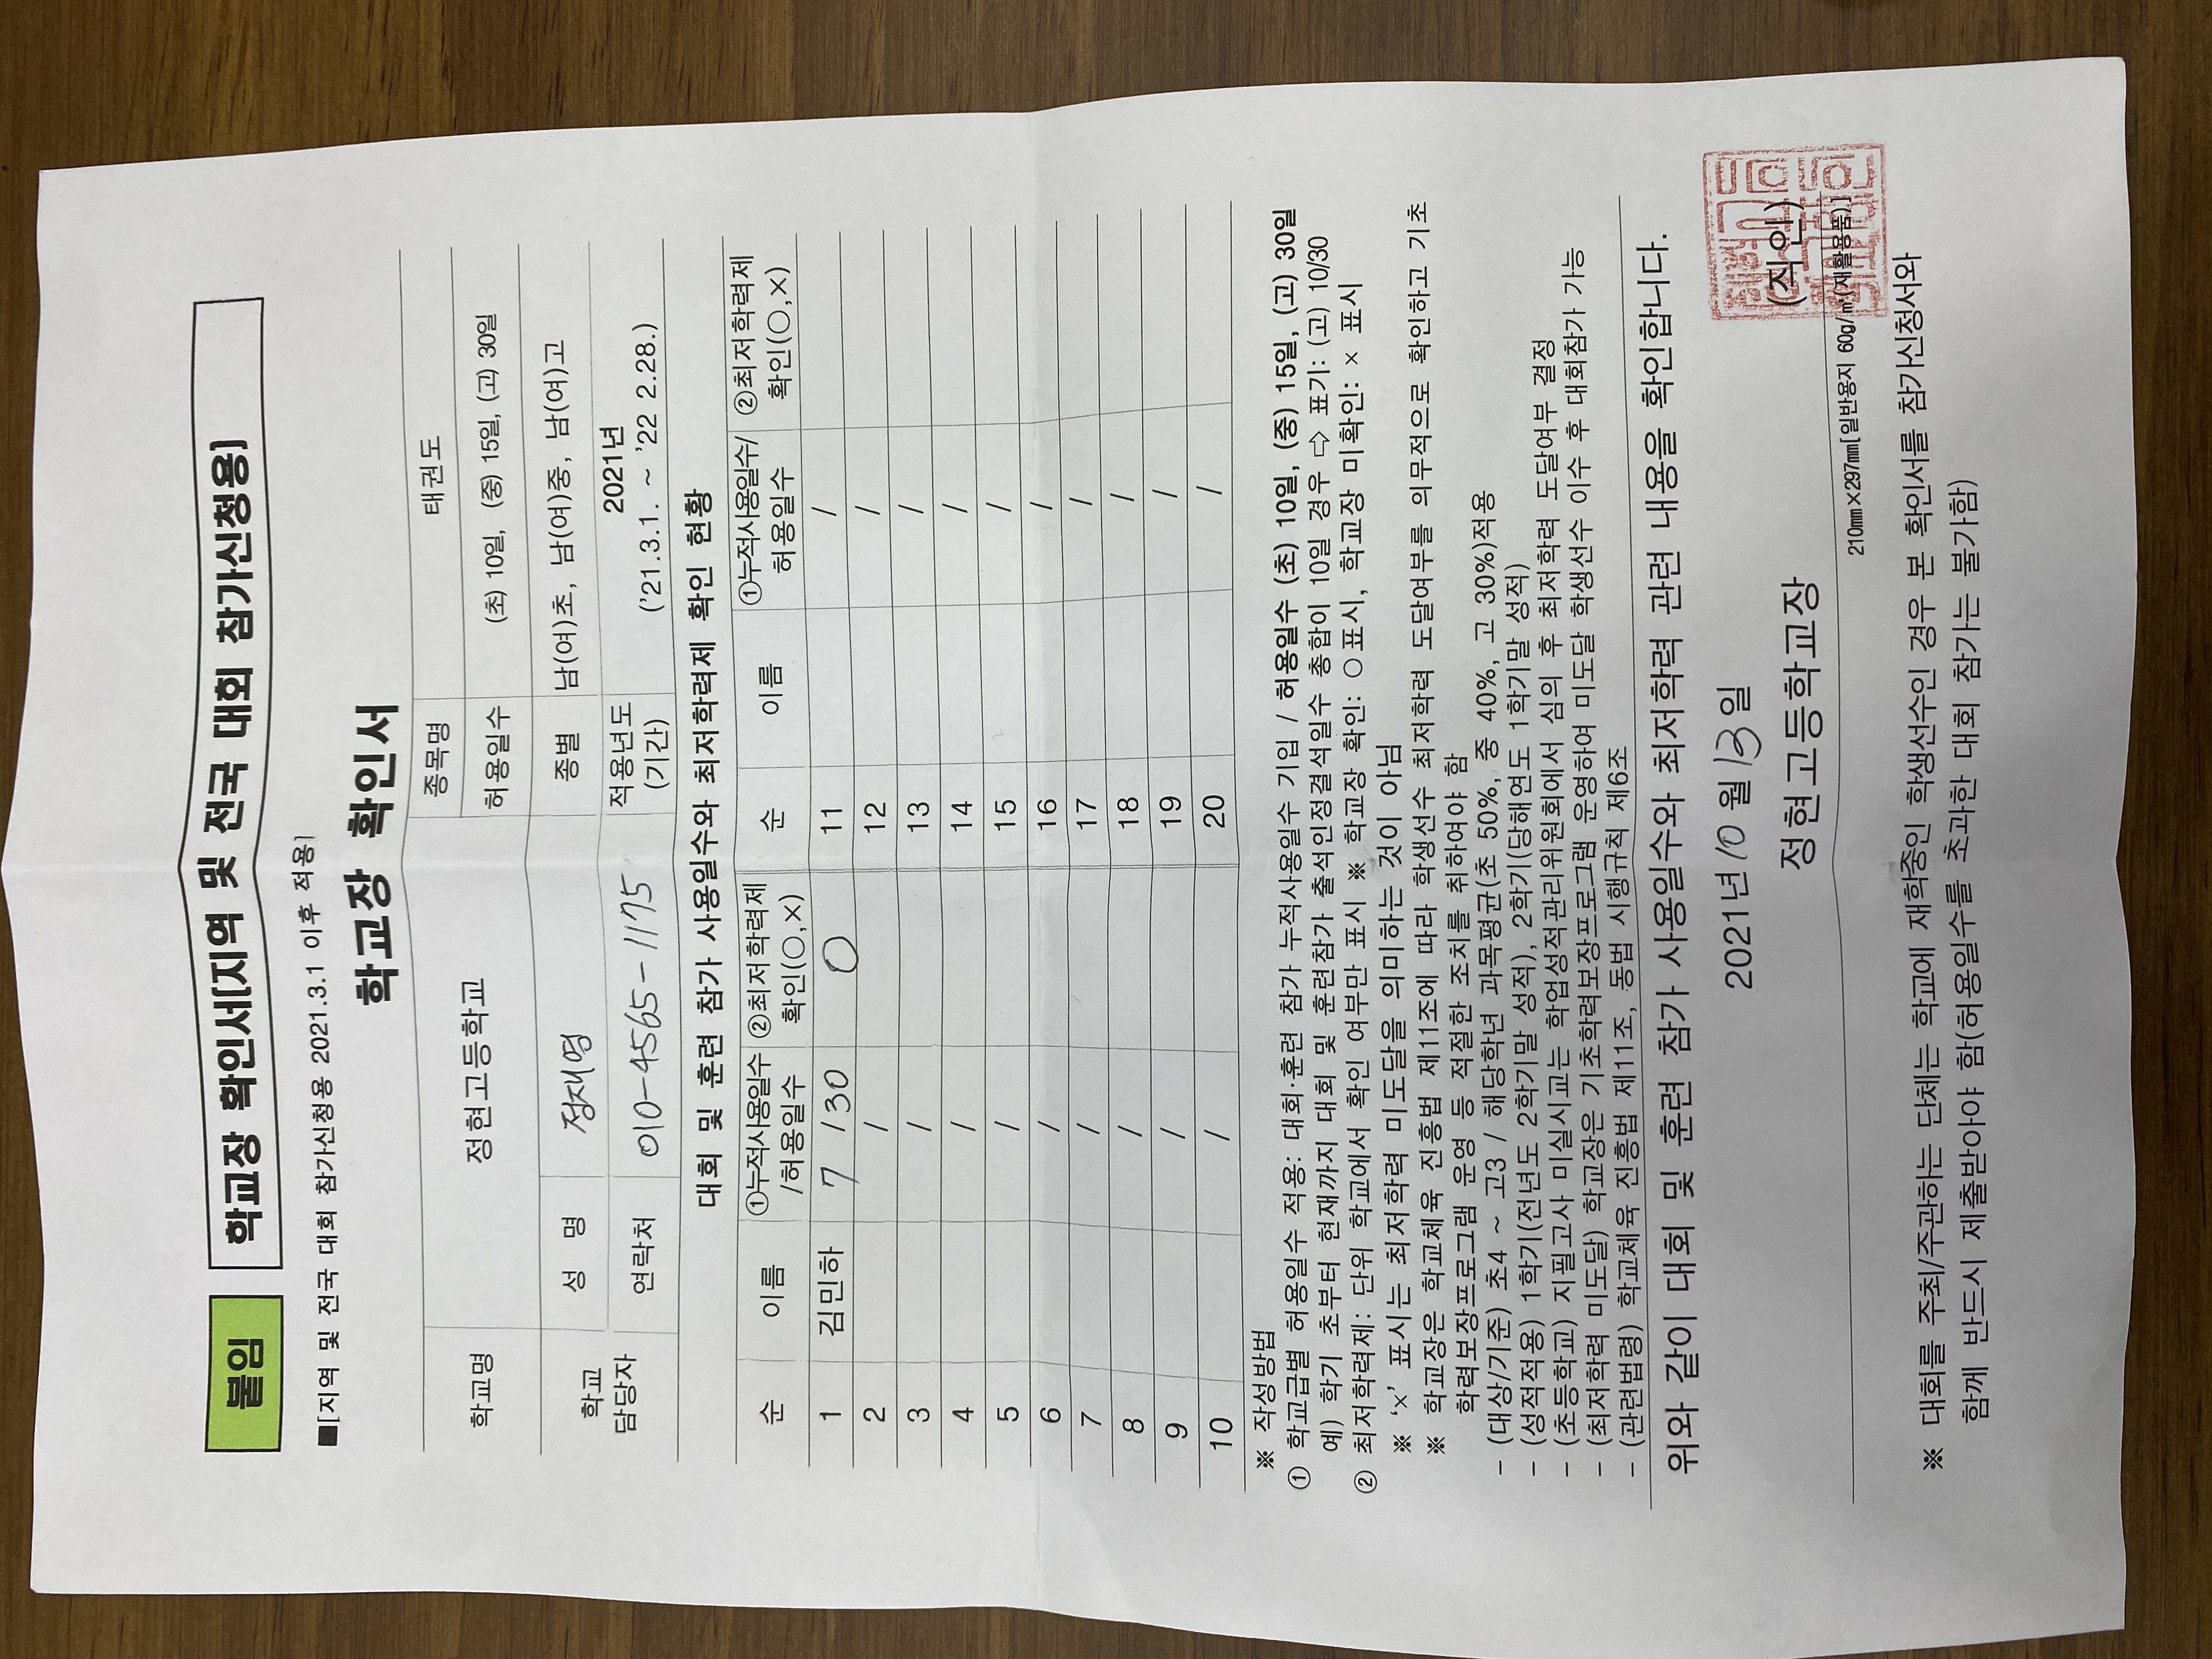 붙임 학교장 확인서[지역 및 전국 대회 참가신청용]
■[지역 및 전국 대회 참가신청용 2021.3.1 이후 적용]
학교장 확인서
학교명 정현고등학교 종목명 태권도
허용일수 (초) 10일, (중) 15일, (고) 30일
학교 담당자 성 명 정재영 종별 남(여)초, 남(여)중, 남(여)고
연락처 010-4565-1175 적용년도 (기간) 2021년
('21.3.1. ~ '22 2.28.)
대회 및 훈련 참가 사용일수와 최저학력제 확인 현황
순 이름 ①누적사용일수 /허용일수 ②최저학력제 확인(○,×) 순 이름 ①누적사용일수/ 허용일수 ②최저학력제 확인(○,×)
1 김민하 7 / 30 ○ 11 /
2 / 12 /
3 / 13 /
4 / 14 /
5 / 15 /
6 / 16 /
7 / 17 /
8 / 18 /
9 / 19 /
10 / 20 /
※ 작성방법
① 학교급별 허용일수 적용: 대회·훈련 참가 누적사용일수 기입 / 허용일수 (초) 10일, (중) 15일, (고) 30일
예) 학기 초부터 현재까지 대회 및 훈련참가 출석인정결석일수 총합이 10일 경우 ⇨ 표기: (고) 10/30
② 최저학력제: 단위 학교에서 확인 여부만 표시 ※ 학교장 확인: ○표시, 학교장 미확인: × 표시
※ '×' 표시는 최저학력 미도달을 의미하는 것이 아님
※ 학교장은 학교체육 진흥법 제11조에 따라 학생선수 최저학력 도달여부를 의무적으로 확인하고 기초
학력보장프로그램 운영 등 적절한 조치를 취하여야 함
- (대상/기준) 초4 ~ 고3 / 해당학년 과목평균(초 50%, 중 40%, 고 30%)적용
- (성적적용) 1학기(전년도 2학기말 성적), 2학기(당해연도 1학기말 성적)
- (초등학교) 지필고사 미실시교는 학업성적관리위원회에서 심의 후 최저학력 도달여부 결정
- (최저학력 미도달) 학교장은 기초학력보장프로그램 운영하여 미도달 학생선수 이수 후 대회참가 가능
- (관련법령) 학교체육 진흥법 제11조, 동법 시행규칙 제6조
위와 같이 대회 및 훈련 참가 사용일수와 최저학력 관련 내용을 확인합니다.
2021년 10월 13일
정현고등학교장 (직인)
210㎜×297㎜[일반용지 60g/㎡(재활용품)]
※ 대회를 주최/주관하는 단체는 학교에 재학중인 학생선수인 경우 본 확인서를 참가신청서와
함께 반드시 제출받아야 함(허용일수를 초과한 대회 참가는 불가함)